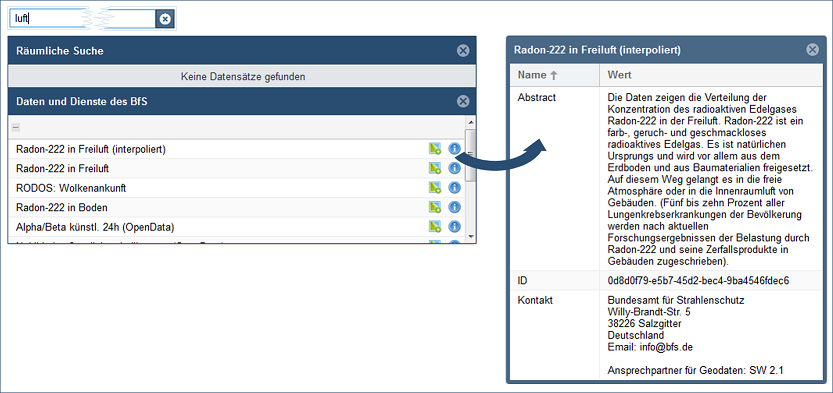 luft
Räumliche Suche
Keine Datensätze gefunden
Daten und Dienste des BfS
Radon-222 in Freiluft (interpoliert)
Radon-222 in Freiluft
RODOS: Wolkenankunft
Radon-222 in Boden
Alpha/Beta künstl. 24h (OpenData)
Radon-222 in Freiluft (interpoliert)
Name Wert
Abstract Die Daten zeigen die Verteilung der
Konzentration des radioaktiven Edelgases
Radon-222 in der Freiluft. Radon-222 ist ein
farb-, geruch- und geschmackloses
radioaktives Edelgas. Es ist natürlichen
Ursprungs und wird vor allem aus dem
Erdboden und aus Baumaterialien freigesetzt.
Auf diesem Weg gelangt es in die freie
Atmosphäre oder in die Innenraumluft von
Gebäuden. (Fünf bis zehn Prozent aller
Lungenkrebserkrankungen der Bevölkerung
werden nach aktuellen
Forschungsergebnissen der Belastung durch
Radon-222 und seine Zerfallsprodukte in
Gebäuden zugeschrieben).
ID 0d8d0f79-e5b7-45d2-bec4-9ba4546fdec6
Kontakt Bundesamt für Strahlenschutz
Willy-Brandt-Str. 5
38226 Salzgitter
Deutschland
Email: info@bfs.de
Ansprechpartner für Geodaten: SW 2.1